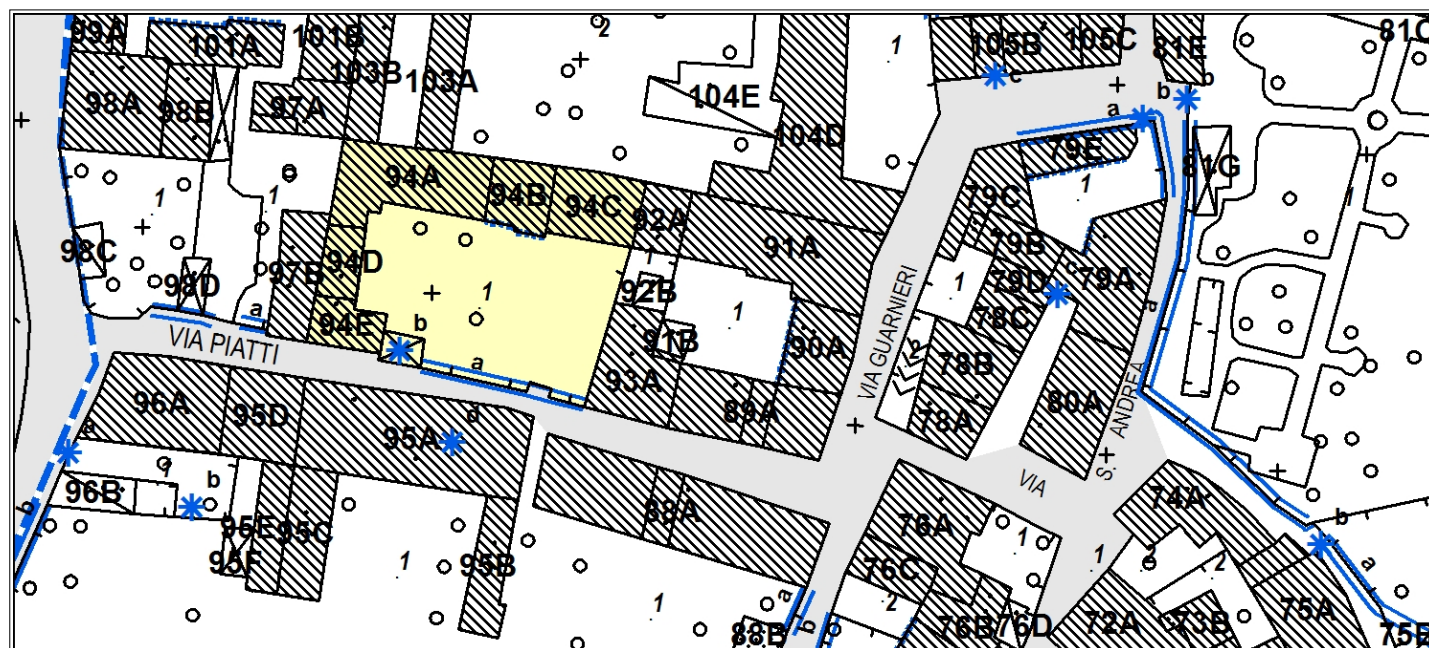 99A
101A
101B
2
1
105B
105C
81E
81C
98A
98B
97A
103B
103A
104E
104D
c
a
b
b
79E
81G
1
1
94A
94B
94C
92A
91A
79C
1
1
98C
98D
97B
94D
1
1
92B
79B
79D
c
79A
a
1
78C
a
94E
b
91B
1
90A
VIA GUARNIERI
2
78B
VIA PIATTI
a
93A
89A
78A
80A
VIA S. ANDREA
96A
95D
95A
d
a
1
b
96B
b
95E
95F
95C
1
95B
88A
76A
1
74A
1
2
2
b
a
1
76C
2
a
b
88B
76B
76D
72A
73B
75A
75B